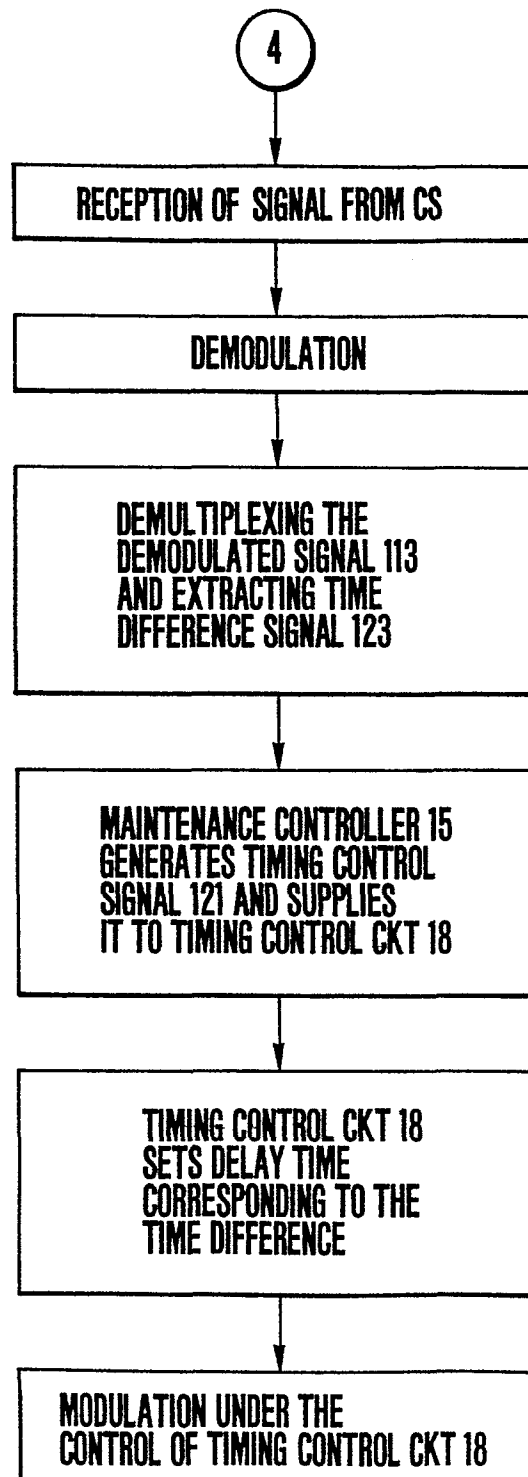 4
RECEPTION OF SIGNAL FROM CS
DEMODULATION
DEMULTIPLEXING THE
DEMODULATED SIGNAL 113
AND EXTRACTING TIME
DIFFERENCE SIGNAL 123
MAINTENANCE CONTROLLER 15
GENERATES TIMING CONTROL
SIGNAL 121 AND SUPPLIES
IT TO TIMING CONTROL CKT 18
TIMING CONTROL CKT 18
SETS DELAY TIME
CORRESPONDING TO THE
TIME DIFFERENCE
MODULATION UNDER THE
CONTROL OF TIMING CONTROL CKT 18